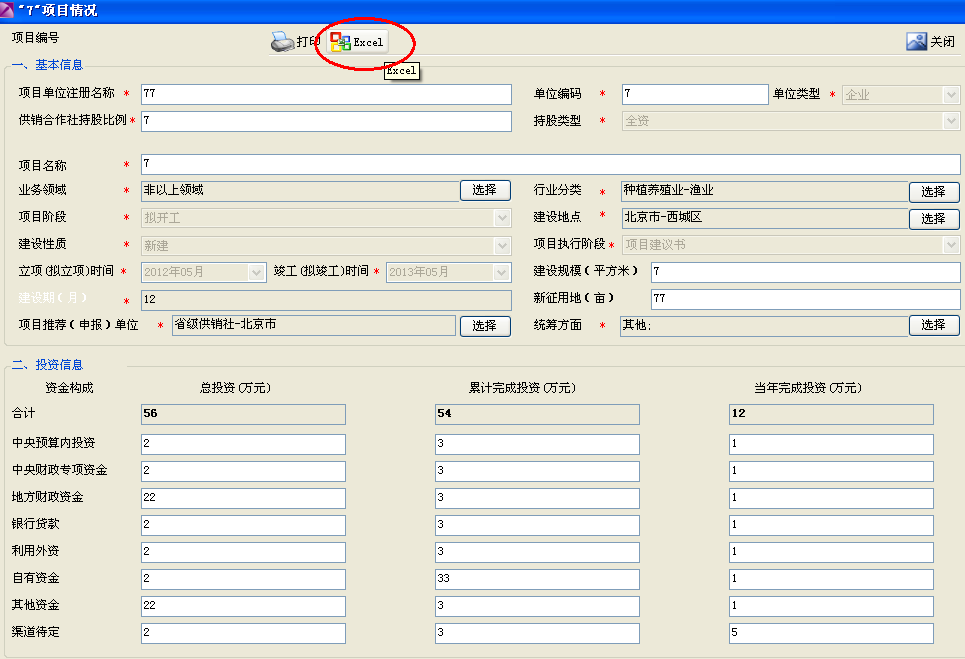 "7"项目情况
项目编号 打印 Excel 关闭
Excel
一、基本信息
项目单位注册名称 * 77 单位编码 * 7 单位类型 * 企业
供销合作社持股比例 * 7 持股类型 * 全资
项目名称 * 7
业务领域 * 非以上领域 选择 行业分类 * 种植养殖业-渔业 选择
项目阶段 * 拟开工 建设地点 * 北京市-西城区 选择
建设性质 * 新建 项目执行阶段 * 项目建议书
立项(拟立项)时间 * 2012年05月 竣工(拟竣工)时间 * 2013年05月 建设规模(平方米) 7
建设期(月) * 12 新征用地(亩) 77
项目推荐(申报)单位 * 省级供销社-北京市 选择 统筹方面 * 其他; 选择
二、投资信息
资金构成 总投资(万元) 累计完成投资(万元) 当年完成投资(万元)
合计 56 54 12
中央预算内投资 2 3 1
中央财政专项资金 2 3 1
地方财政资金 22 3 1
银行贷款 2 3 1
利用外资 2 3 1
自有资金 2 33 1
其他资金 22 3 1
渠道待定 2 3 5